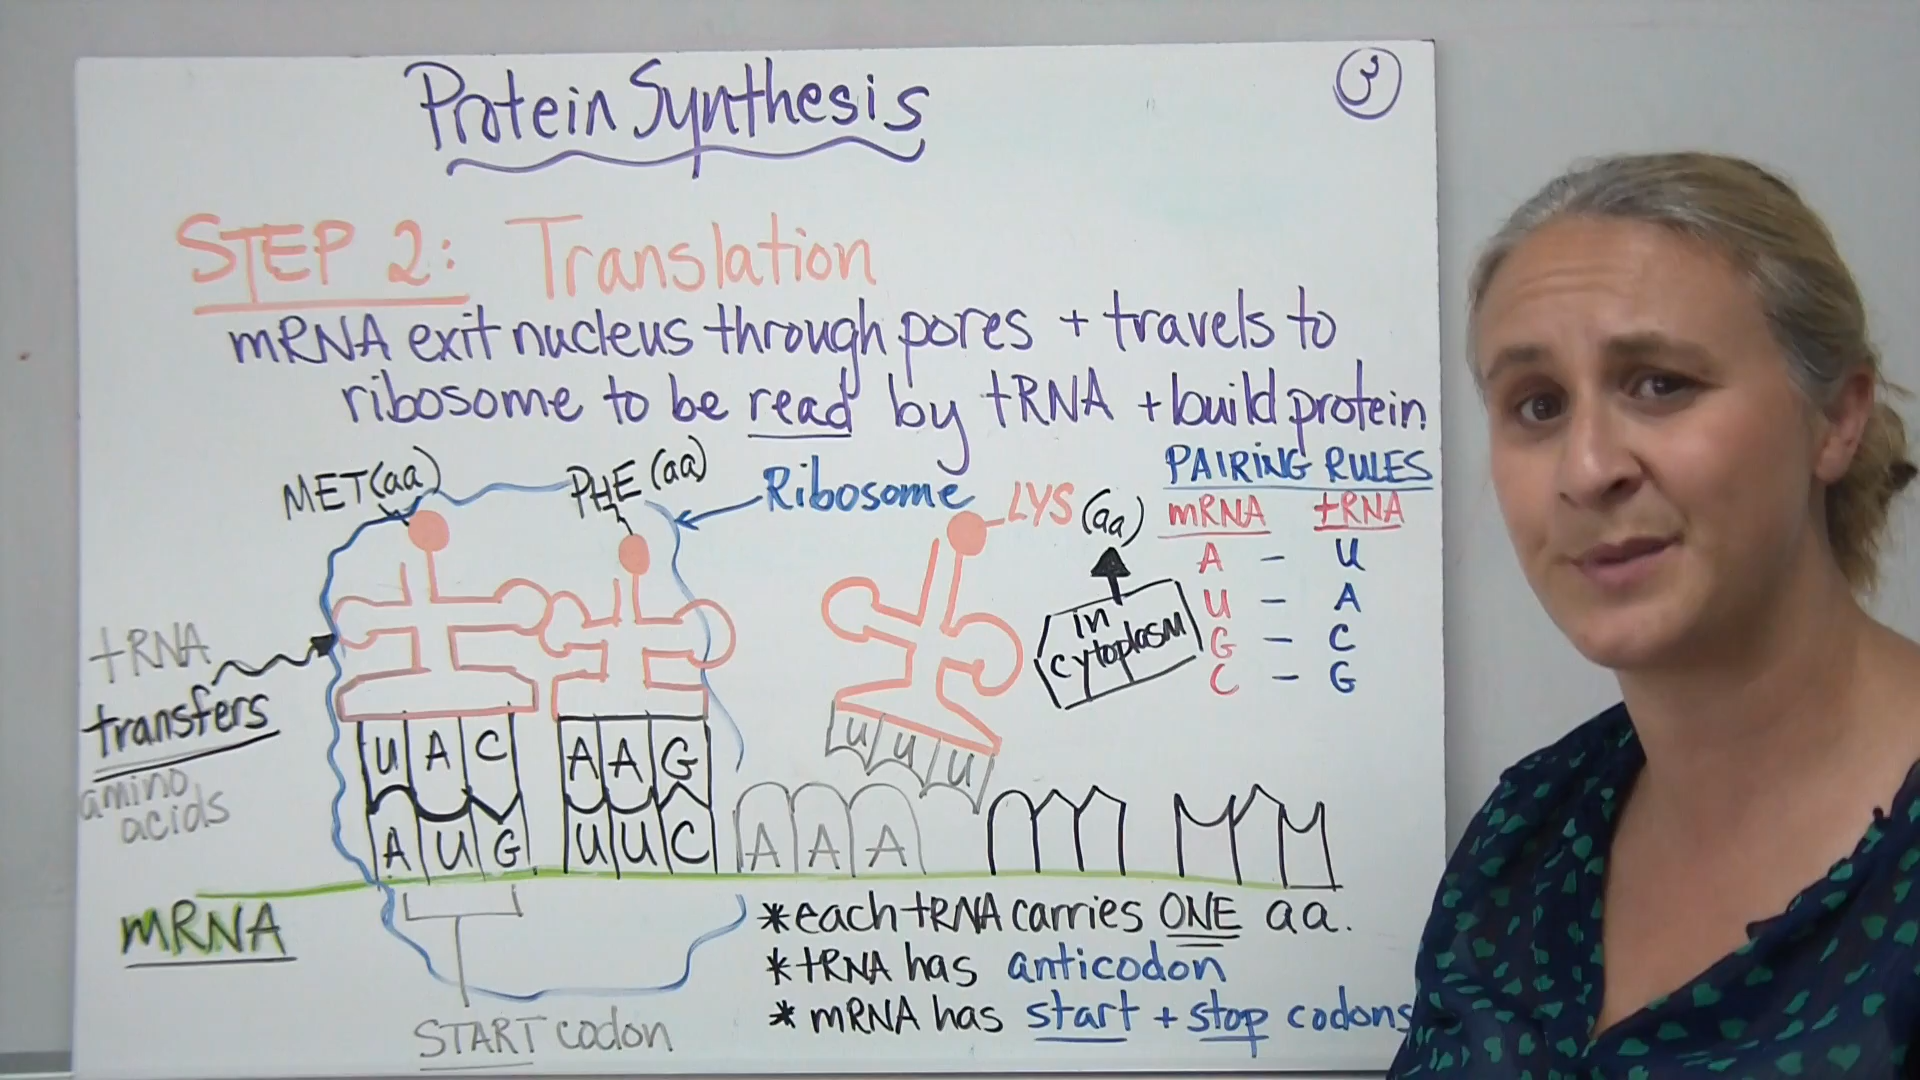 Protein Synthesis
3
STEP 2: Translation
mRNA exit nucleus through pores + travels to
ribosome to be read by tRNA + build protein
MET(aa)
PHE (aa)
Ribosome
LYS (aa)
in
cytoplasm
PAIRING RULES
mRNA tRNA
A - U
U - A
G - C
C - G
tRNA
transfers
amino
acids
U A C
A A G
U U U
A U G
U U C
A A A
mRNA
START codon
*each tRNA carries ONE aa.
*tRNA has anticodon
*mRNA has start + stop codons